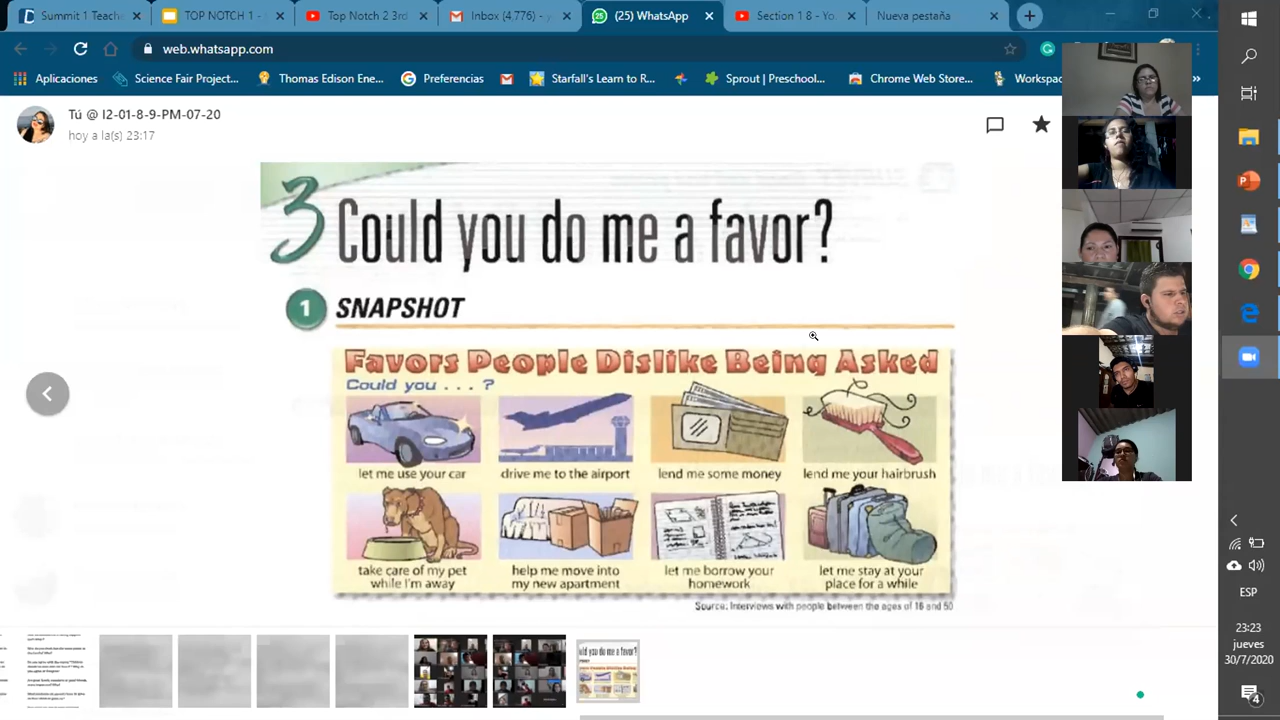 Summit 1 Teach
TOP NOTCH 1 -
Top Notch 2 3rd
Inbox (4.776) - y
(25) WhatsApp
Section 1 8 - Yo
Nueva pestaña
web.whatsapp.com
Aplicaciones
Science Fair Project...
Thomas Edison Ene...
Preferencias
Starfall's Learn to R...
Sprout | Preschool...
Chrome Web Store...
Workspa
Tú @ I2-01-8-9-PM-07-20
hoy a la(s) 23:17
3 Could you do me a favor?
1 SNAPSHOT
Favors People Dislike Being Asked
Could you . . . ?
let me use your car
drive me to the airport
lend me some money
lend me your hairbrush
take care of my pet
while I'm away
help me move into
my new apartment
let me borrow your
homework
let me stay at your
place for a while
Source: Interviews with people between the ages of 16 and 50
ESP
23:23
jueves
30/7/2020
4